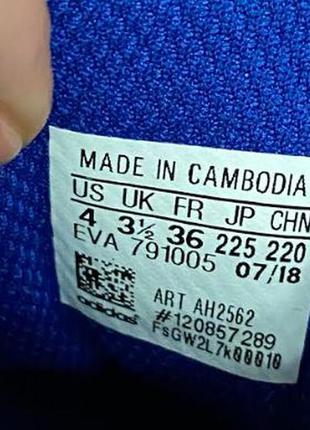 MADE IN CAMBODIA
US UK FR JP CHN
4 3½ 36 225 220
EVA 791005 07/18
ART AH2562
#120857289
FsGW2L7k00010
adidas